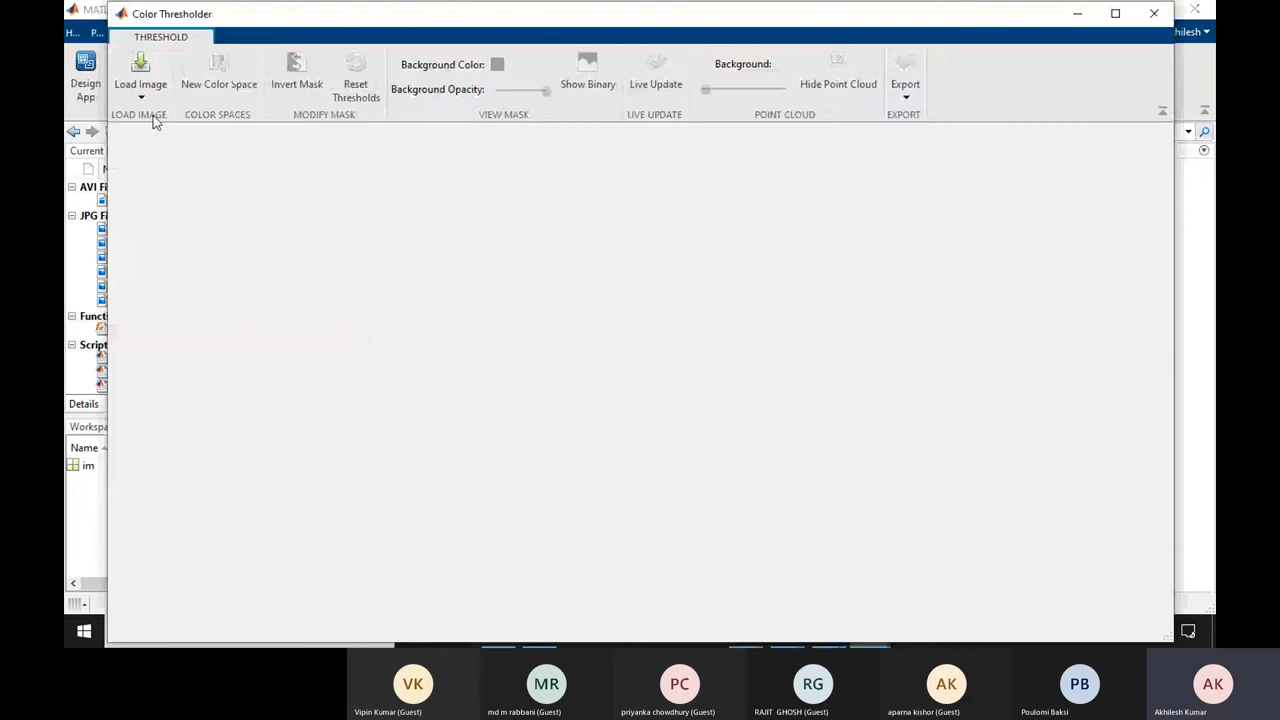 MATL
Color Thresholder
H...
P...
THRESHOLD
hilesh
Design
App
Load Image
New Color Space
Invert Mask
Reset
Thresholds
Background Color:
Background Opacity:
Show Binary
Live Update
Background:
Hide Point Cloud
Export
LOAD IMAGE
COLOR SPACES
MODIFY MASK
VIEW MASK
LIVE UPDATE
POINT CLOUD
EXPORT
Current
N
AVI Fi
JPG Fi
Functi
Script
Details
Workspa
Name
im
VK
MR
PC
RG
AK
PB
AK
Vipin Kumar (Guest)
md m rabbani (Guest)
priyanka chowdhury (Guest)
RAJIT GHOSH (Guest)
aparna kishor (Guest)
Poulomi Baksi
Akhilesh Kumar